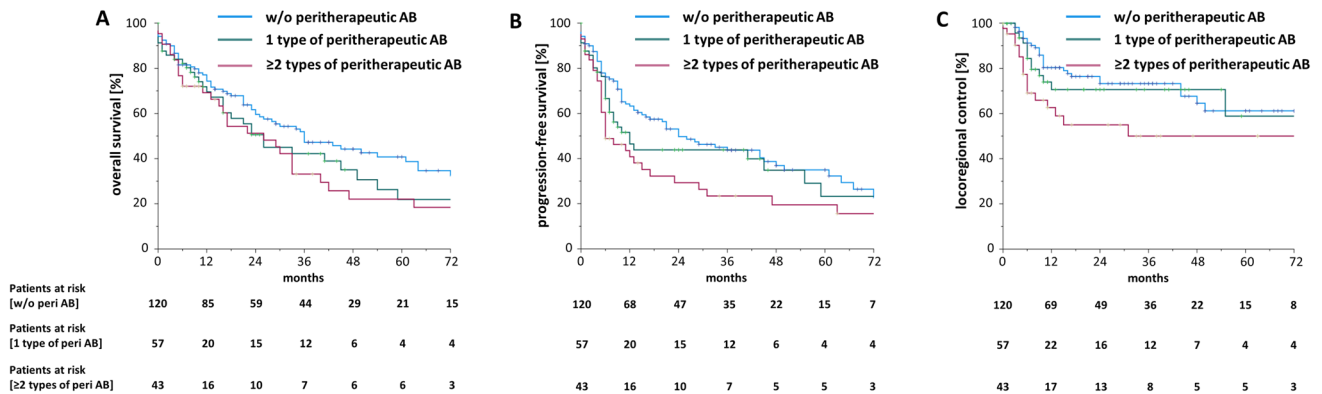 A
w/o peritherapeutic AB
1 type of peritherapeutic AB
≥2 types of peritherapeutic AB
overall survival [%]
100
80
60
40
20
0
0 12 24 36 48 60 72
months
B
w/o peritherapeutic AB
1 type of peritherapeutic AB
≥2 types of peritherapeutic AB
progression-free survival [%]
100
80
60
40
20
0
0 12 24 36 48 60 72
months
C
w/o peritherapeutic AB
1 type of peritherapeutic AB
≥2 types of peritherapeutic AB
locoregional control [%]
100
80
60
40
20
0
0 12 24 36 48 60 72
months
Patients at risk
[w/o peri AB] 120 85 59 44 29 21 15 120 68 47 35 22 15 7 120 69 49 36 22 15 8
Patients at risk
[1 type of peri AB] 57 20 15 12 6 4 4 57 20 15 12 6 4 4 57 22 16 12 7 4 4
Patients at risk
[≥2 types of peri AB] 43 16 10 7 6 6 3 43 16 10 7 5 5 3 43 17 13 8 5 5 3